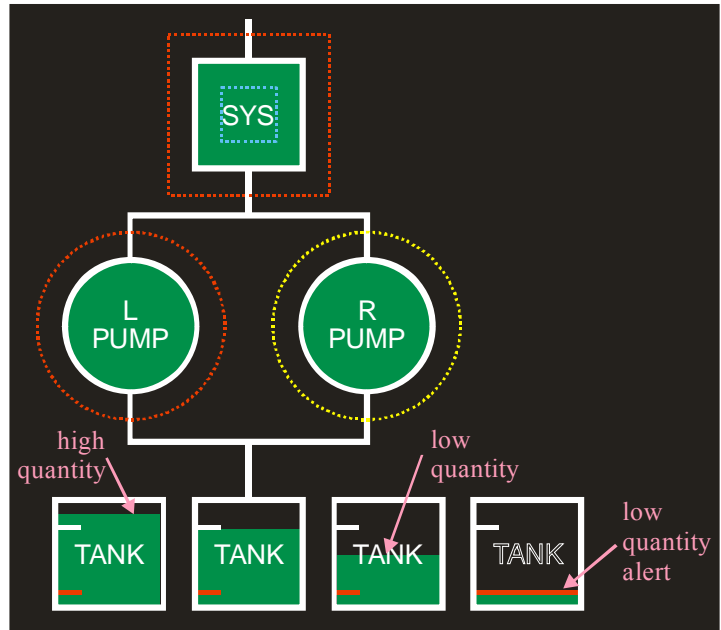 SYS
L
PUMP
R
PUMP
high
quantity
low
quantity
TANK
TANK
TANK
TANK
low
quantity
alert